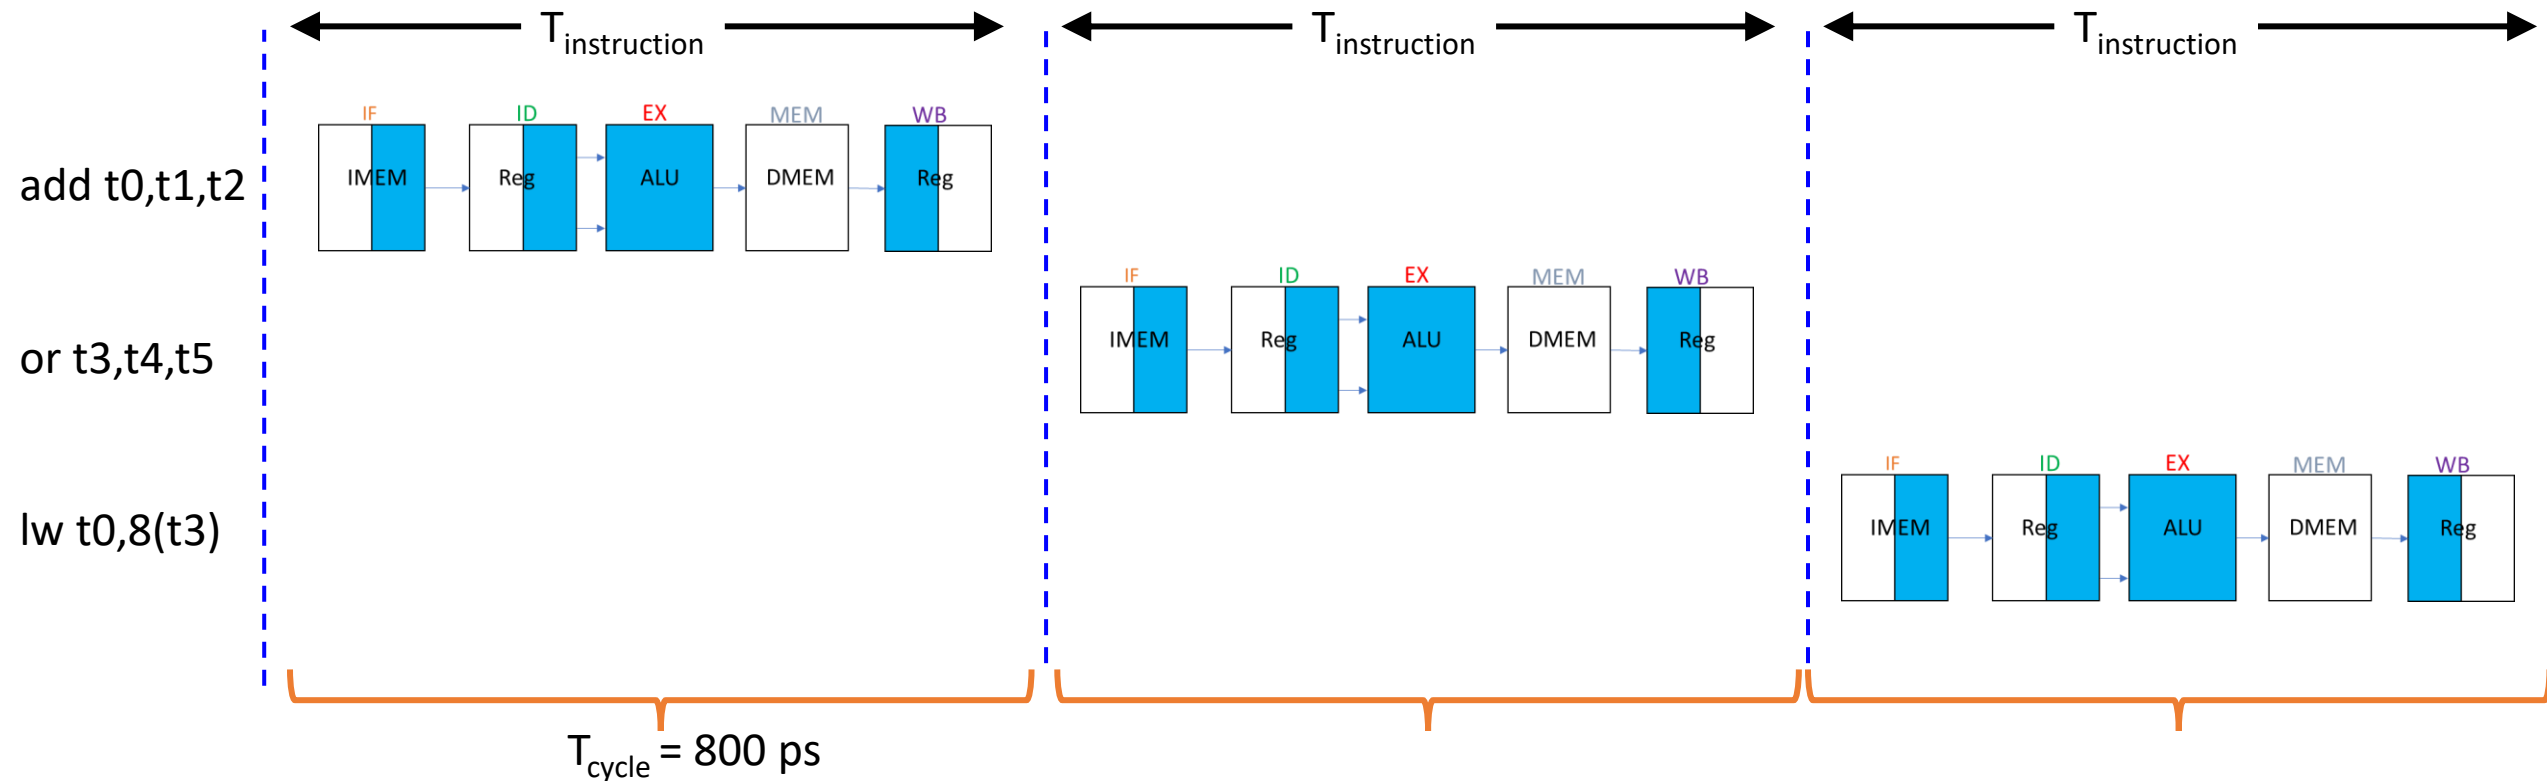 Tinstruction Tinstruction Tinstruction
IF ID EX MEM WB
add t0,t1,t2 IMEM Reg ALU DMEM Reg
IF ID EX MEM WB
or t3,t4,t5 IMEM Reg ALU DMEM Reg
IF ID EX MEM WB
lw t0,8(t3) IMEM Reg ALU DMEM Reg
Tcycle = 800 ps